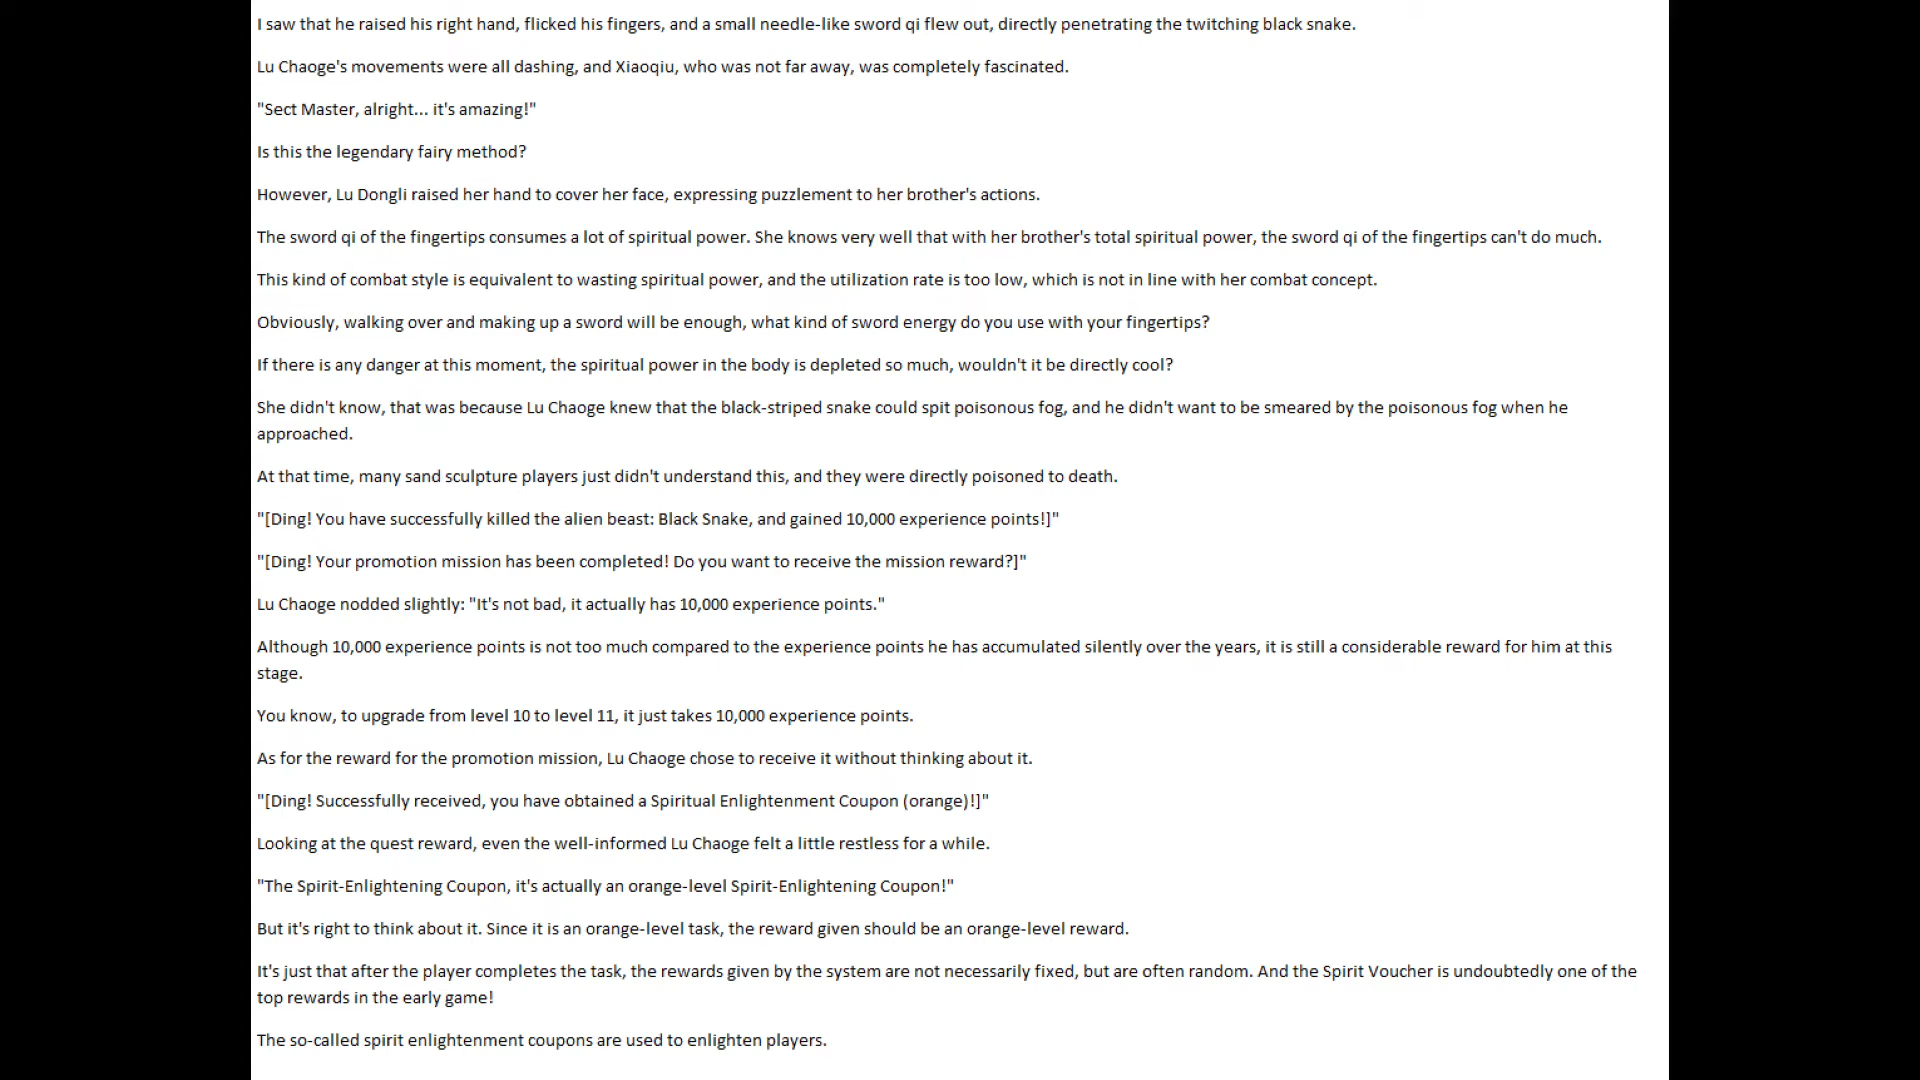 I saw that he raised his right hand, flicked his fingers, and a small needle-like sword qi flew out, directly penetrating the twitching black snake.
Lu Chaoge's movements were all dashing, and Xiaoqiu, who was not far away, was completely fascinated.
"Sect Master, alright... it's amazing!"
Is this the legendary fairy method?
However, Lu Dongli raised her hand to cover her face, expressing puzzlement to her brother's actions.
The sword qi of the fingertips consumes a lot of spiritual power. She knows very well that with her brother's total spiritual power, the sword qi of the fingertips can't do much.
This kind of combat style is equivalent to wasting spiritual power, and the utilization rate is too low, which is not in line with her combat concept.
Obviously, walking over and making up a sword will be enough, what kind of sword energy do you use with your fingertips?
If there is any danger at this moment, the spiritual power in the body is depleted so much, wouldn't it be directly cool?
She didn't know, that was because Lu Chaoge knew that the black-striped snake could spit poisonous fog, and he didn't want to be smeared by the poisonous fog when he
approached.
At that time, many sand sculpture players just didn't understand this, and they were directly poisoned to death.
"[Ding! You have successfully killed the alien beast: Black Snake, and gained 10,000 experience points!]"
"[Ding! Your promotion mission has been completed! Do you want to receive the mission reward?]"
Lu Chaoge nodded slightly: "It's not bad, it actually has 10,000 experience points."
Although 10,000 experience points is not too much compared to the experience points he has accumulated silently over the years, it is still a considerable reward for him at this
stage.
You know, to upgrade from level 10 to level 11, it just takes 10,000 experience points.
As for the reward for the promotion mission, Lu Chaoge chose to receive it without thinking about it.
"[Ding! Successfully received, you have obtained a Spiritual Enlightenment Coupon (orange)!]"
Looking at the quest reward, even the well-informed Lu Chaoge felt a little restless for a while.
"The Spirit-Enlightening Coupon, it's actually an orange-level Spirit-Enlightening Coupon!"
But it's right to think about it. Since it is an orange-level task, the reward given should be an orange-level reward.
It's just that after the player completes the task, the rewards given by the system are not necessarily fixed, but are often random. And the Spirit Voucher is undoubtedly one of the
top rewards in the early game!
The so-called spirit enlightenment coupons are used to enlighten players.